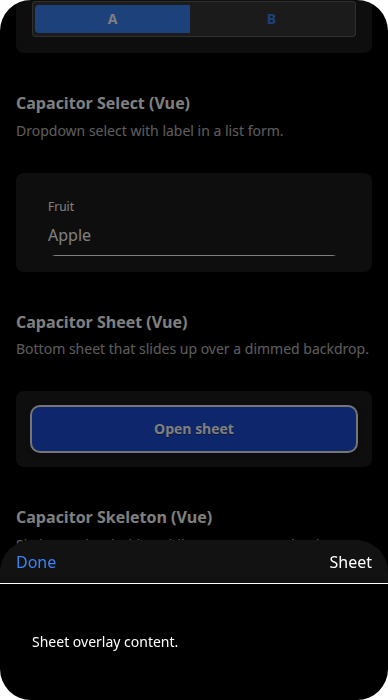 A B
Capacitor Select (Vue)
Dropdown select with label in a list form.
Fruit
Apple
Capacitor Sheet (Vue)
Bottom sheet that slides up over a dimmed backdrop.
Open sheet
Capacitor Skeleton (Vue)
Done Sheet
Sheet overlay content.